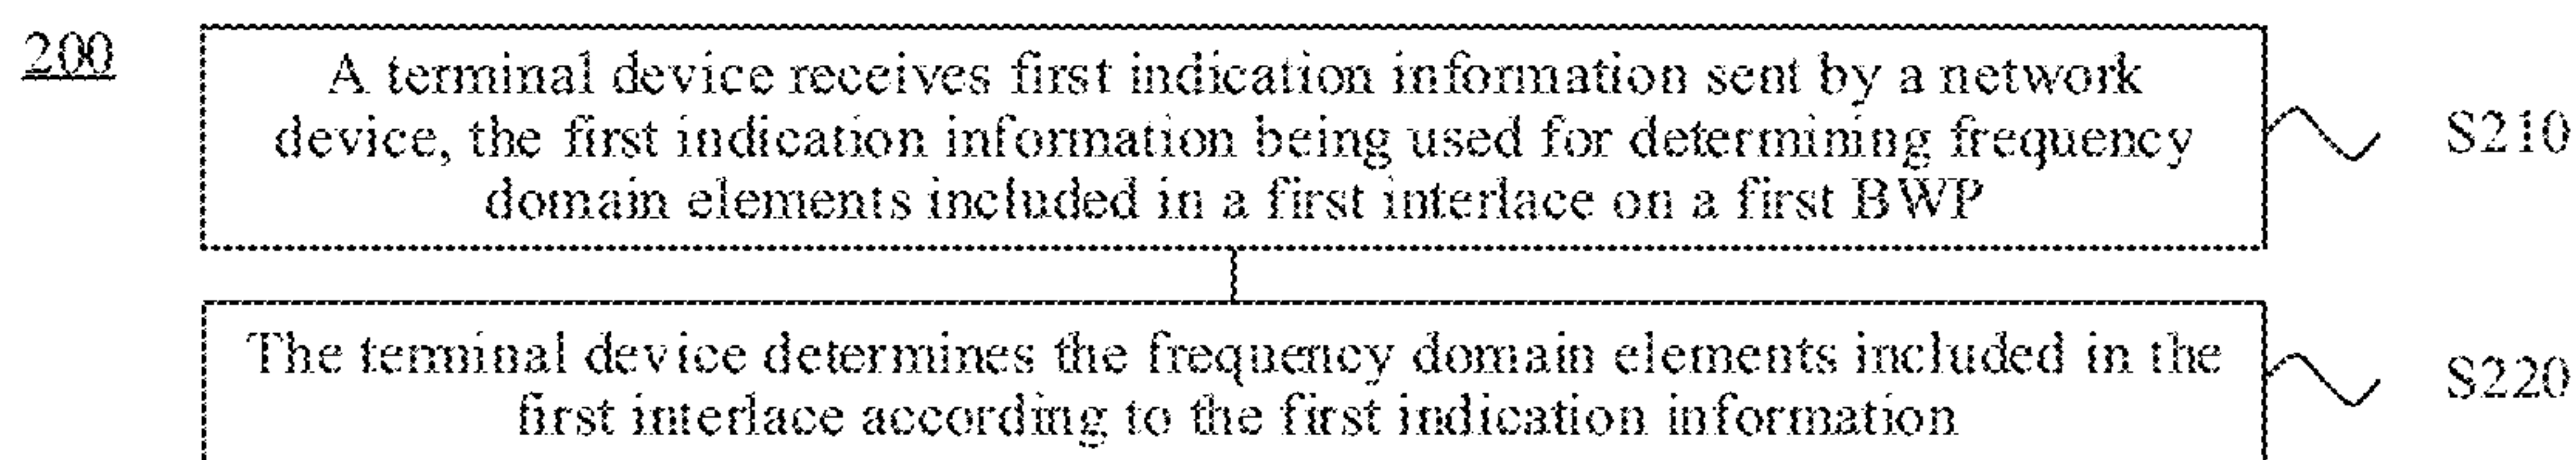 200
A terminal device receives first indication information sent by a network
device, the first indication information being used for determining frequency
domain elements included in a first interlace on a first BWP
S210
The terminal device determines the frequency domain elements included in the
first interlace according to the first indication information
S220